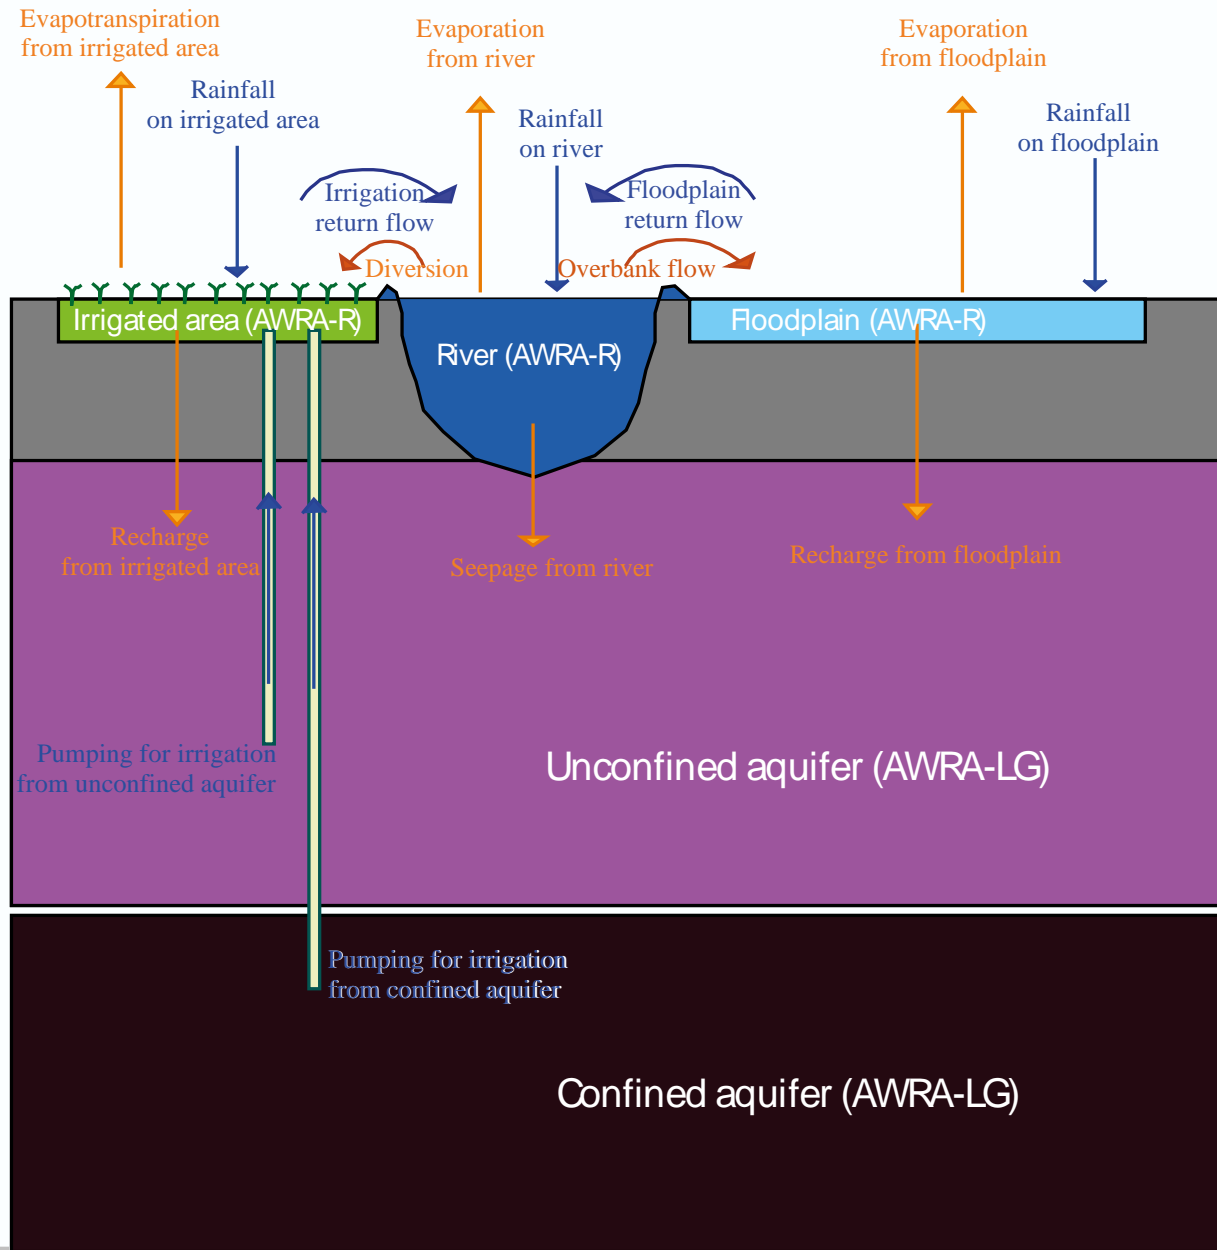 Evapotranspiration
from irrigated area
Evaporation
from river
Evaporation
from floodplain
Rainfall
on irrigated area
Rainfall
on river
Rainfall
on floodplain
Irrigation
return flow
Floodplain
return flow
Diversion
Overbank flow
Irrigated area (AWRA-R)
River (AWRA-R)
Floodplain (AWRA-R)
Recharge
from irrigated area
Seepage from river
Recharge from floodplain
Pumping for irrigation
from unconfined aquifer
Unconfined aquifer (AWRA-LG)
Pumping for irrigation
from confined aquifer
Confined aquifer (AWRA-LG)